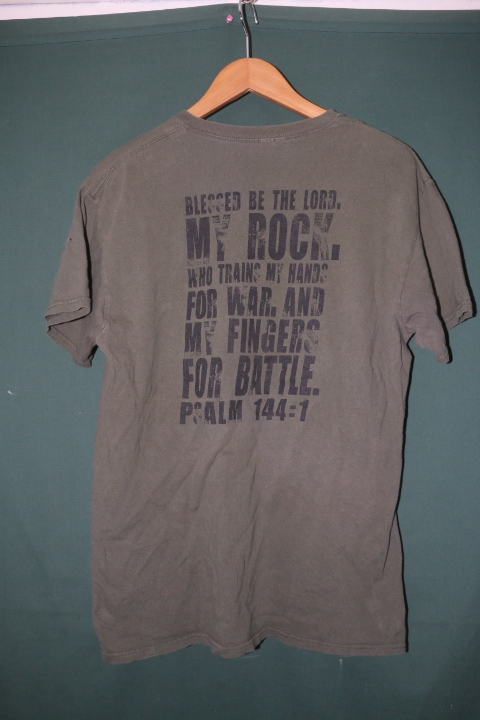 BLESSED BE THE LORD,
MY ROCK,
WHO TRAINS MY HANDS
FOR WAR, AND
MY FINGERS
FOR BATTLE.
PSALM 144:1